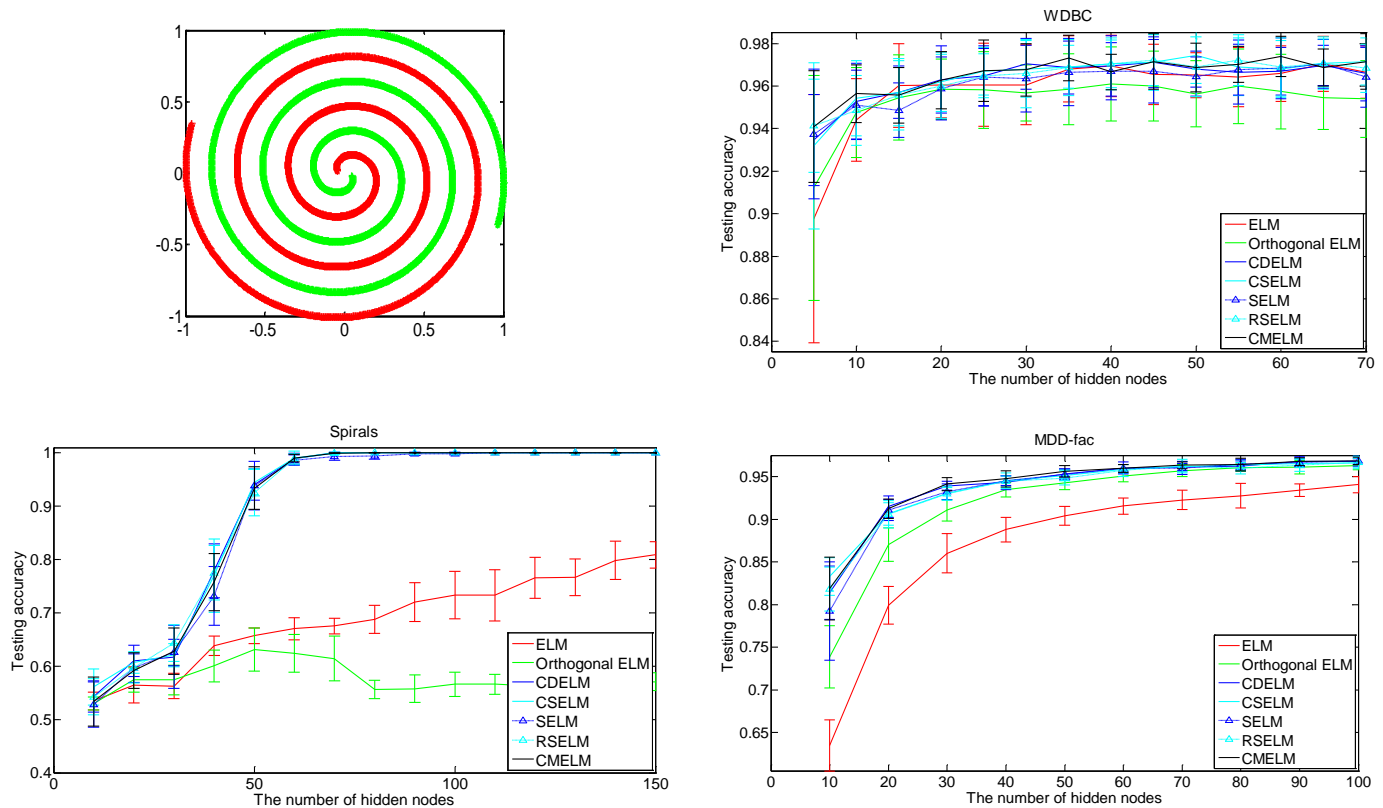 1
0.5
0
-0.5
-1
-1 -0.5 0 0.5 1
WDBC
Testing accuracy
0.98
0.96
0.94
0.92
0.9
0.88
0.86
0.84
0 10 20 30 40 50 60 70
The number of hidden nodes
ELM
Orthogonal ELM
CDELM
CSELM
SELM
RSELM
CMELM
Spirals
Testing accuracy
1
0.9
0.8
0.7
0.6
0.5
0.4
0 50 100 150
The number of hidden nodes
ELM
Orthogonal ELM
CDELM
CSELM
SELM
RSELM
CMELM
MDD-fac
Testing accuracy
0.95
0.9
0.85
0.8
0.75
0.7
0.65
0 10 20 30 40 50 60 70 80 90 100
The number of hidden nodes
ELM
Orthogonal ELM
CDELM
CSELM
SELM
RSELM
CMELM